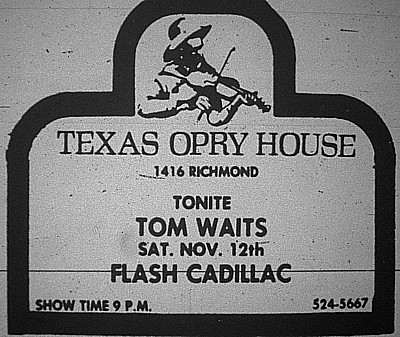 TEXAS OPRY HOUSE
1416 RICHMOND
TONITE
TOM WAITS
SAT. NOV. 12th
FLASH CADILLAC
SHOW TIME 9 P.M. 524-5667